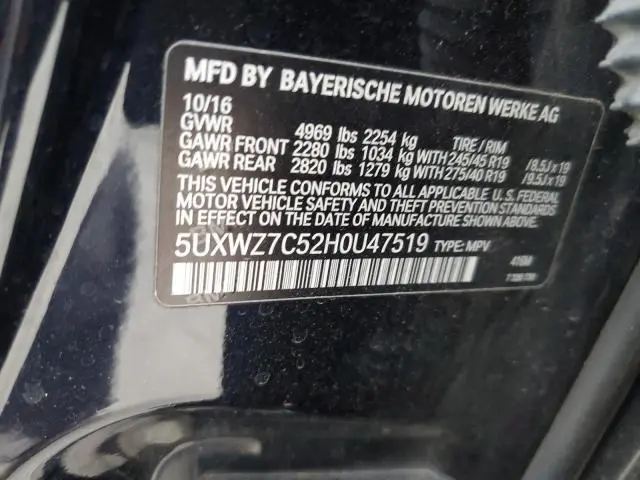 MFD BY BAYERISCHE MOTOREN WERKE AG
10/16
GVWR 4969 lbs 2254 kg TIRE / RIM
GAWR FRONT 2280 lbs 1034 kg WITH 245/45 R19 /8.5J x 19
GAWR REAR 2820 lbs 1279 kg WITH 275/40 R19 /9.5J x 19
THIS VEHICLE CONFORMS TO ALL APPLICABLE U. S. FEDERAL
MOTOR VEHICLE SAFETY, BUMPER, AND THEFT PREVENTION
STANDARDS IN EFFECT ON THE DATE OF MANUFACTURE SHOWN ABOVE.
5UXWZ7C52H0U47519 TYPE: MPV
416M